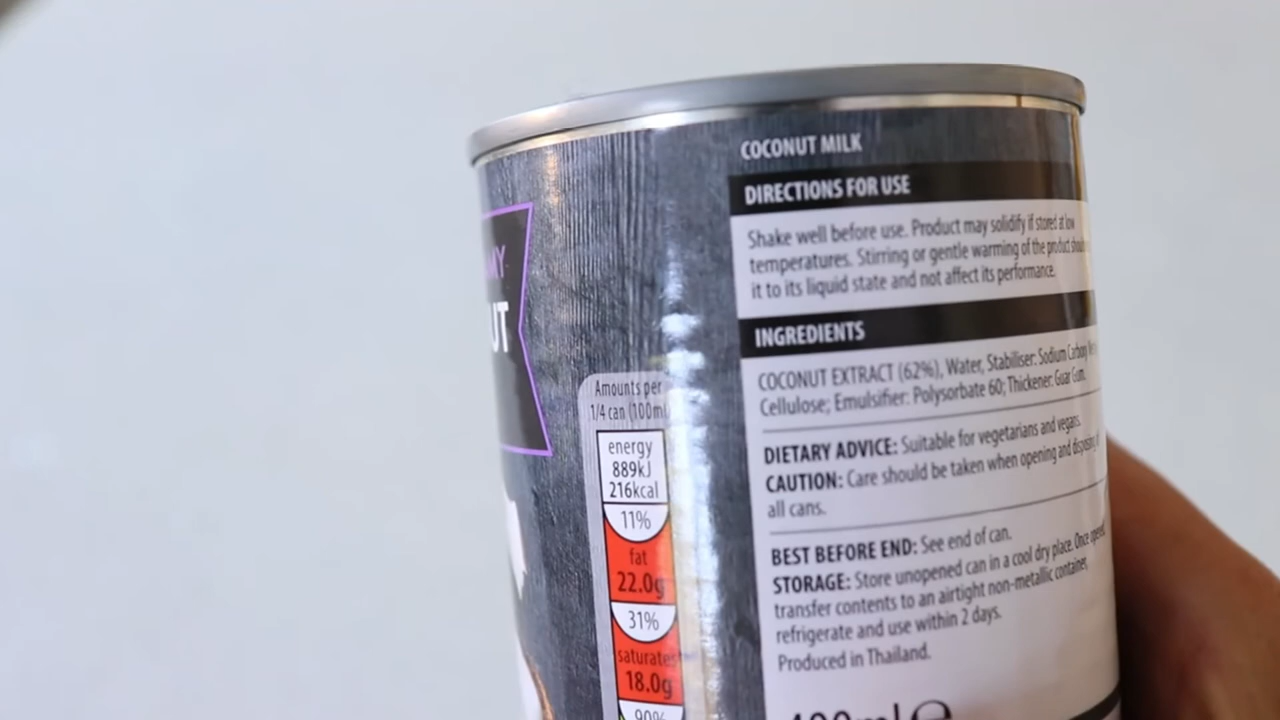 COCONUT MILK
DIRECTIONS FOR USE
Shake well before use. Product may solidify if stored at low
temperatures. Stirring or gentle warming of the product
it to its liquid state and not affect its performance.
INGREDIENTS
COCONUT EXTRACT (62%), Water, Stabiliser: Sodium
Cellulose; Emulsifier: Polysorbate 60; Thickener: Guar Gum.
DIETARY ADVICE: Suitable for vegetarians and vegans.
CAUTION: Care should be taken when opening and disposing of
all cans.
BEST BEFORE END: See end of can.
STORAGE: Store unopened can in a cool dry place. Once opened
transfer contents to an airtight non-metallic container,
refrigerate and use within 2 days.
Produced in Thailand.
400ml e
MY
UT
Amounts per
1/4 can (100ml
energy
889kJ
216kcal
11%
fat
22.0g
31%
saturates
18.0g
90%